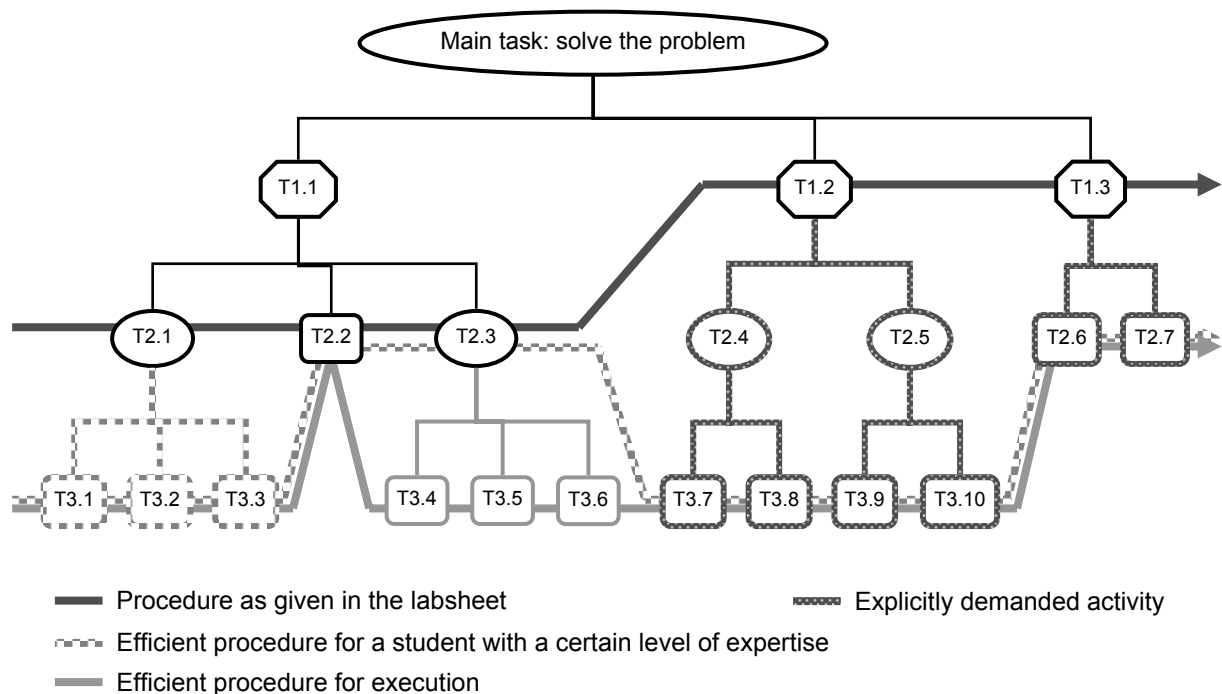 Main task: solve the problem
T1.1
T1.2
T1.3
T2.1
T2.2
T2.3
T2.4
T2.5
T2.6
T2.7
T3.1
T3.2
T3.3
T3.4
T3.5
T3.6
T3.7
T3.8
T3.9
T3.10
Procedure as given in the labsheet
Explicitly demanded activity
Efficient procedure for a student with a certain level of expertise
Efficient procedure for execution